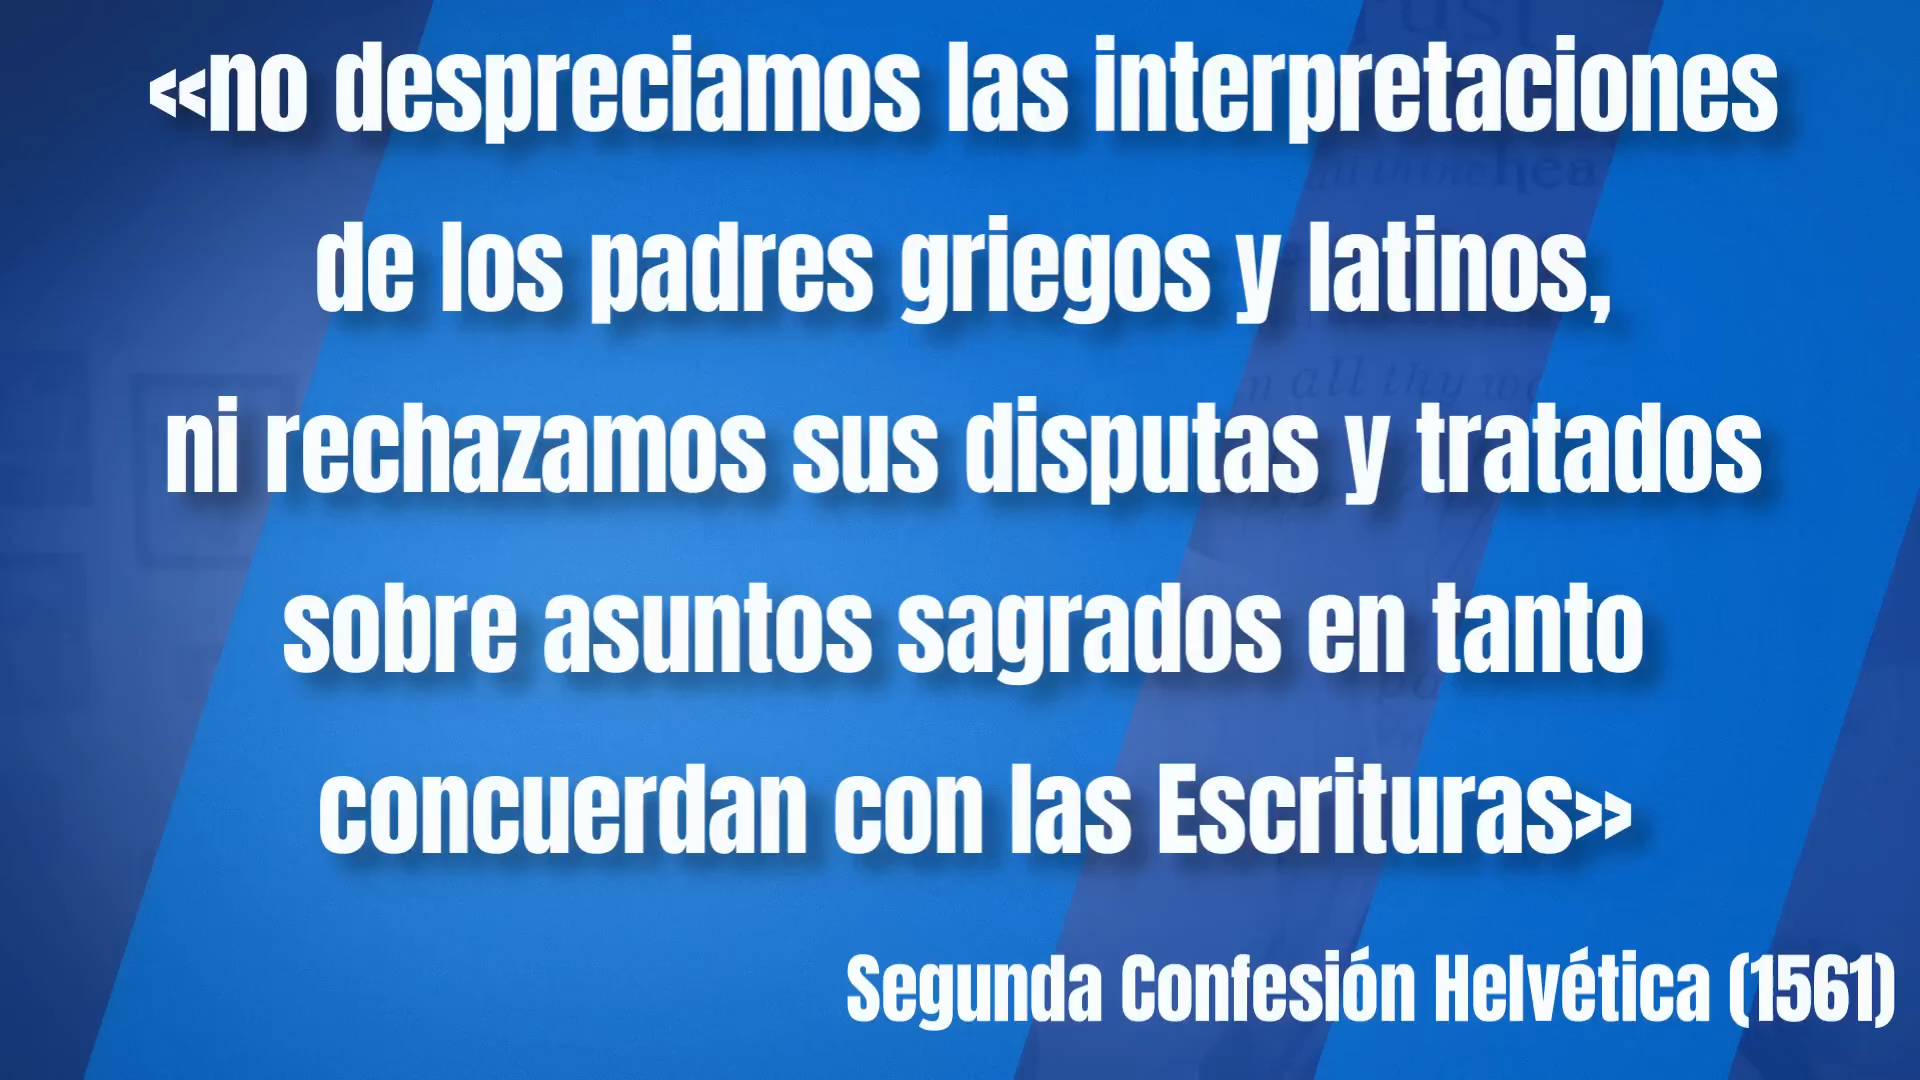 «no despreciamos las interpretaciones
de los padres griegos y latinos,
ni rechazamos sus disputas y tratados
sobre asuntos sagrados en tanto
concuerdan con las Escrituras»
Segunda Confesión Helvética (1561)